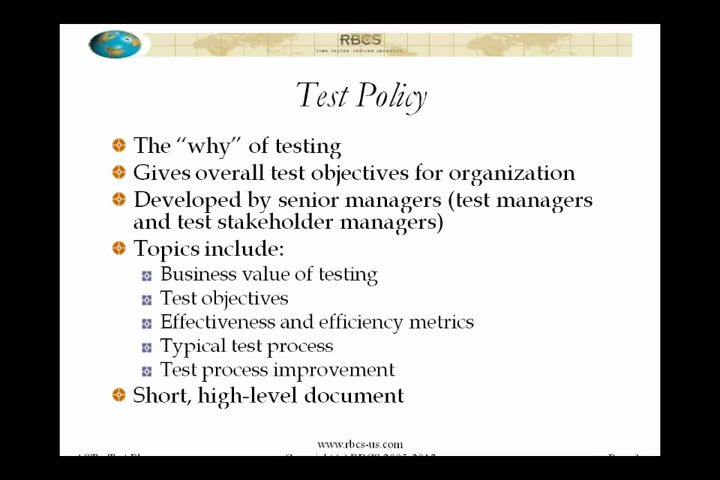 RBCS
Test Policy
The “why” of testing
Gives overall test objectives for organization
Developed by senior managers (test managers
and test stakeholder managers)
Topics include:
Business value of testing
Test objectives
Effectiveness and efficiency metrics
Typical test process
Test process improvement
Short, high-level document
www.rbcs-us.com